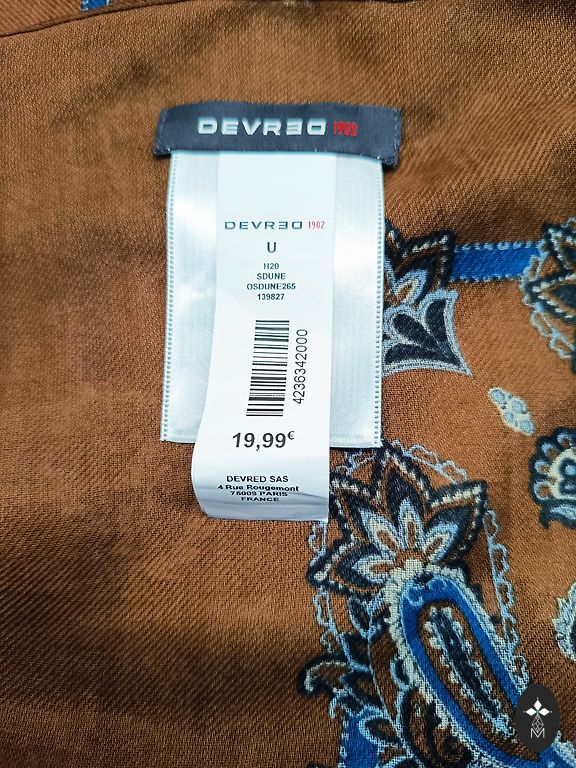 DEVRED 1902
DEVRED 1902
U
H20
SDUNE
OSDUNE265
139827
4236342000
19,99€
DEVRED SAS
4 Rue Rougemont
75009 PARIS
FRANCE
M